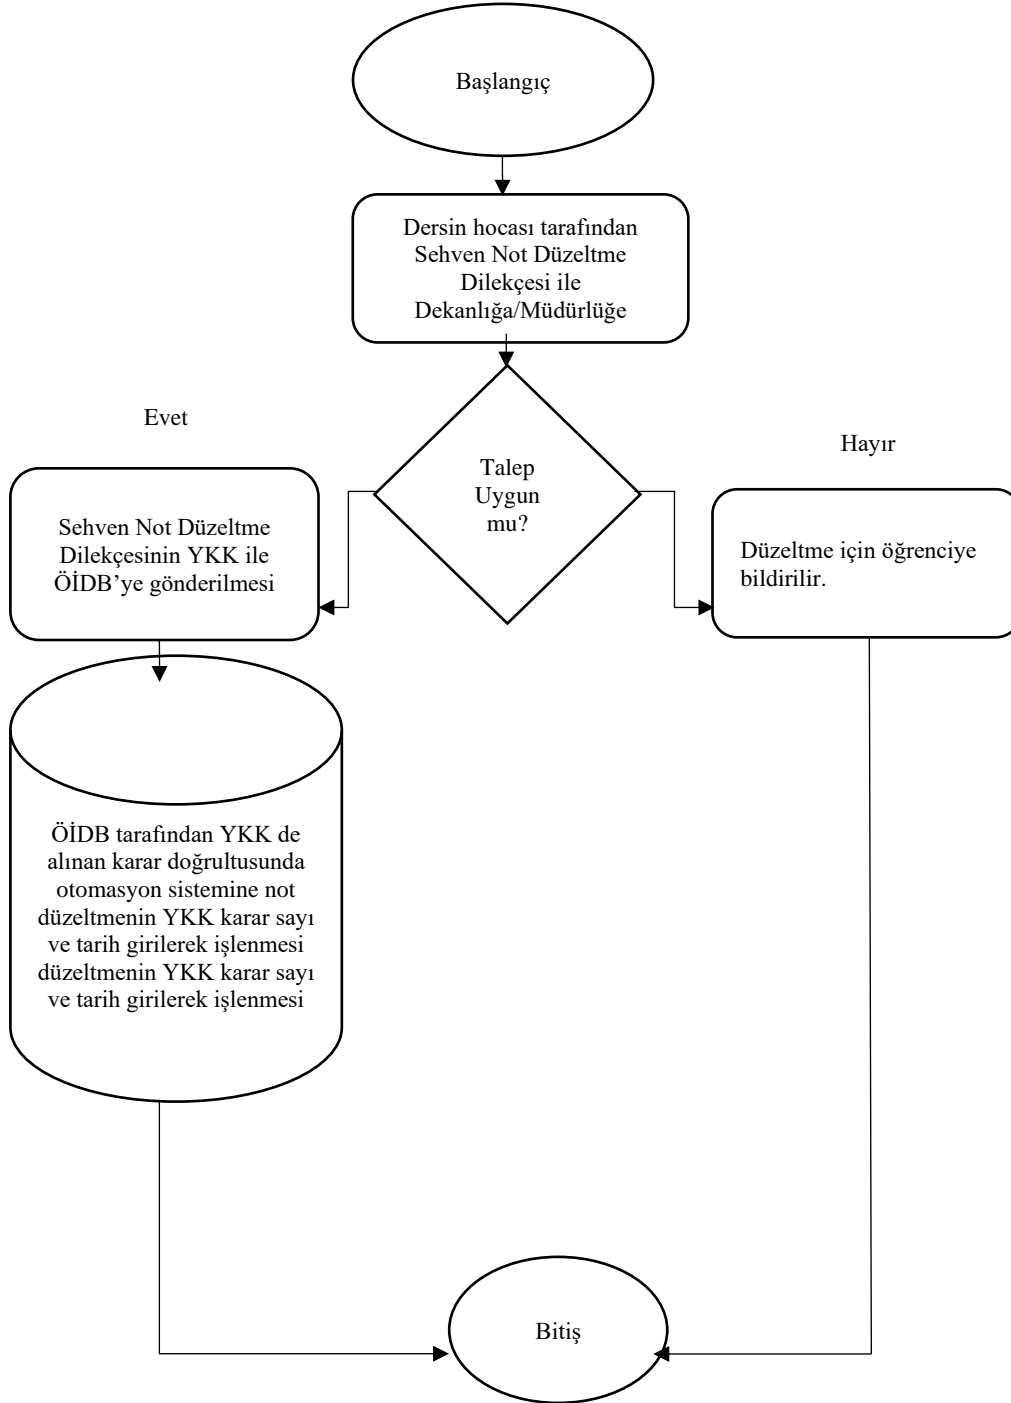 Başlangıç
Dersin hocası tarafından
Sehven Not Düzeltme
Dilekçesi ile
Dekanlığa/Müdürlüğe
Evet
Hayır
Talep
Uygun
mu?
Sehven Not Düzeltme
Dilekçesinin YKK ile
ÖİDB’ye gönderilmesi
Düzeltme için öğrenciye
bildirilir.
ÖİDB tarafından YKK de
alınan karar doğrultusunda
otomasyon sistemine not
düzeltmenin YKK karar sayı
ve tarih girilerek işlenmesi
düzeltmenin YKK karar sayı
ve tarih girilerek işlenmesi
Bitiş